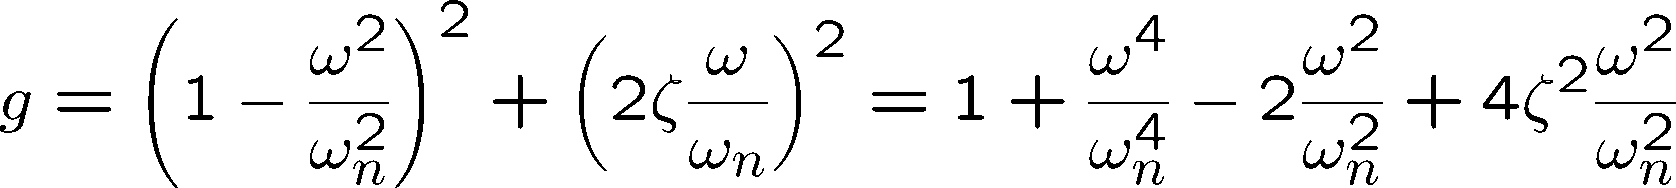 g = \left(1 - \frac{\omega^2}{\omega_n^2}\right)^2 + \left(2\zeta\frac{\omega}{\omega_n}\right)^2 = 1 + \frac{\omega^4}{\omega_n^4} - 2\frac{\omega^2}{\omega_n^2} + 4\zeta^2\frac{\omega^2}{\omega_n^2}